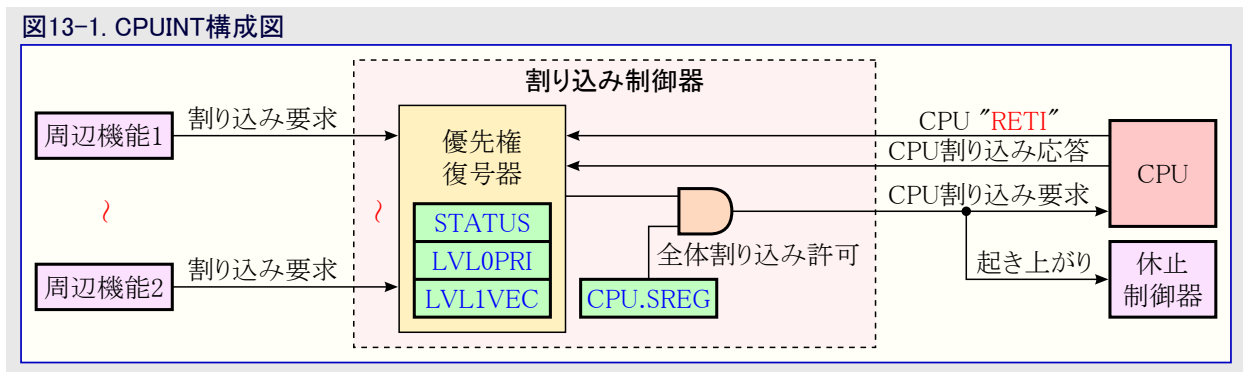 図13-1. CPUINT構成図
割り込み制御器
周辺機能1
割り込み要求
優先権
復号器
STATUS
LVL0PRI
LVL1VEC
CPU "RETI"
CPU割り込み応答
CPU割り込み要求
CPU
全体割り込み許可
CPU.SREG
周辺機能2
割り込み要求
起き上がり
休止
制御器